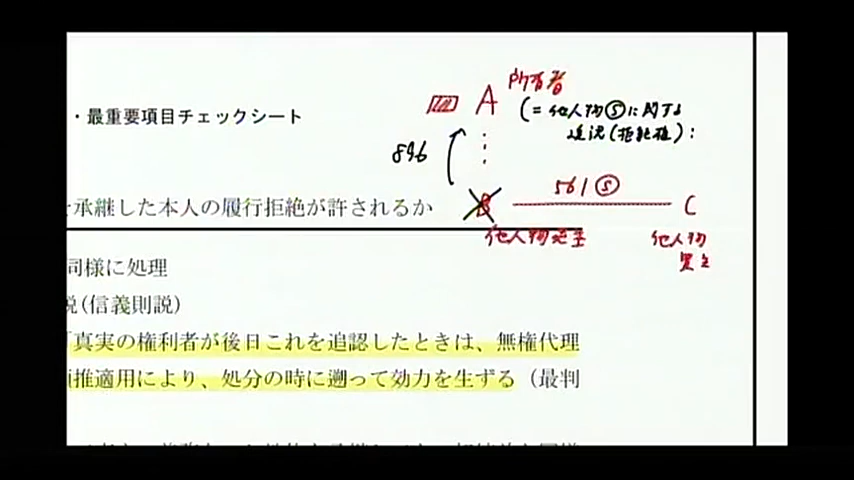 ・最重要項目チェックシート
A 所有者
(=他人物⑤に関する
追認(拒絶権):
896
561⑤
B
C
他人物売主
他人物
買主
を承継した本人の履行拒絶が許されるか
同様に処理
説(信義則説)
「真実の権利者が後日これを追認したときは、無権代理
類推適用により、処分の時に遡って効力を生ずる(最判